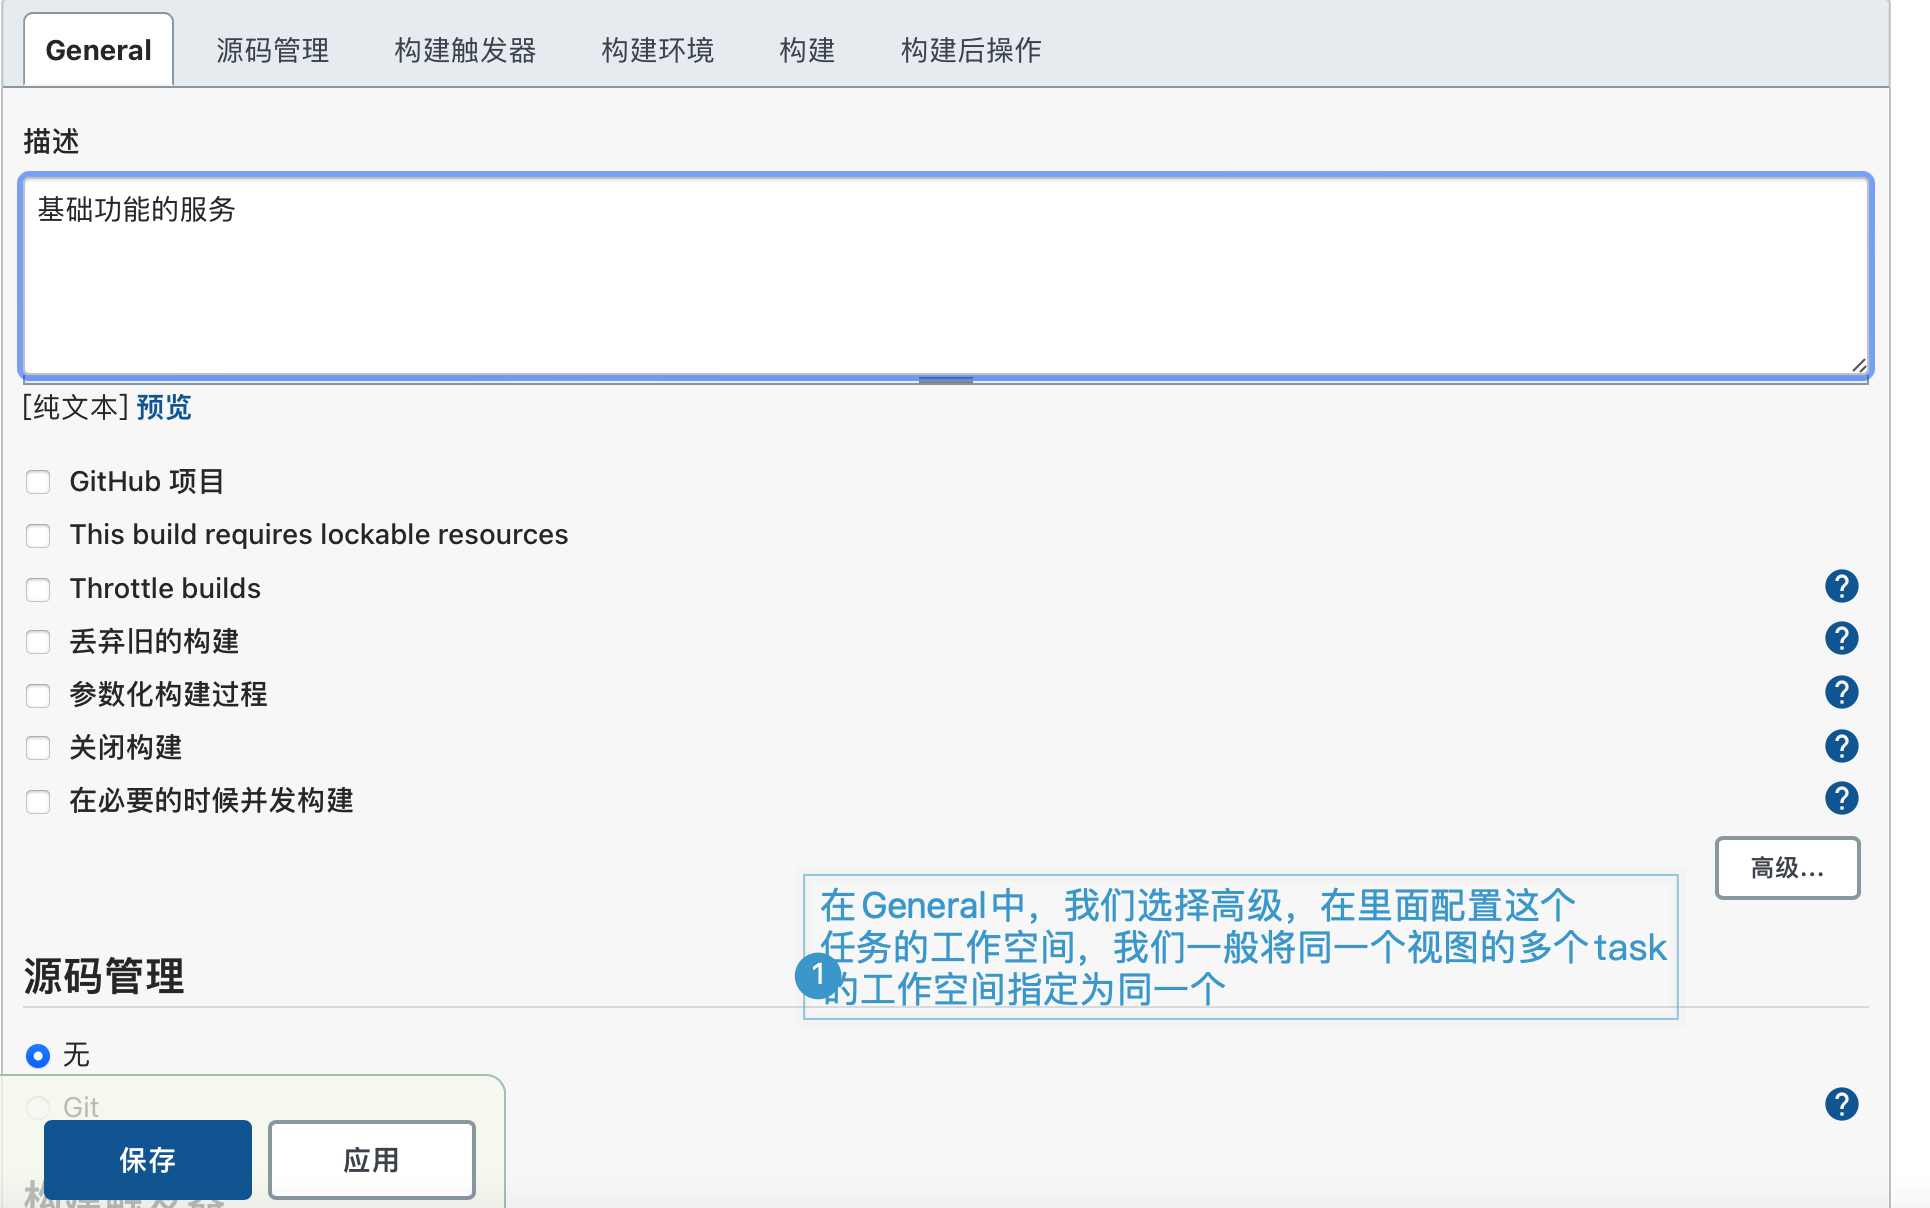 General 源码管理 构建触发器 构建环境 构建 构建后操作
描述
基础功能的服务
[纯文本] 预览
GitHub 项目
This build requires lockable resources
Throttle builds
?
丢弃旧的构建
?
参数化构建过程
?
关闭构建
?
在必要的时候并发构建
?
高级...
在General中，我们选择高级，在里面配置这个
任务的工作空间，我们一般将同一个视图的多个task
的工作空间指定为同一个
1
源码管理
无
Git
?
保存 应用
构建触发器